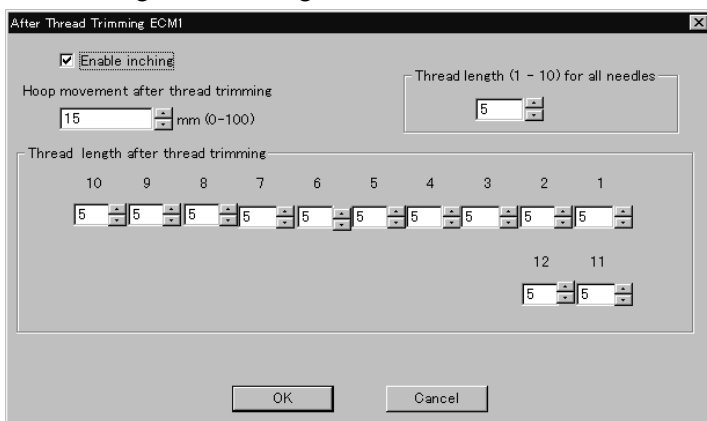 After Thread Trimming ECM1
Enable inching
Hoop movement after thread trimming
15 mm (0-100)
Thread length (1 - 10) for all needles
5
Thread length after thread trimming
10 9 8 7 6 5 4 3 2 1
5 5 5 5 5 5 5 5 5 5
12 11
5 5
OK Cancel